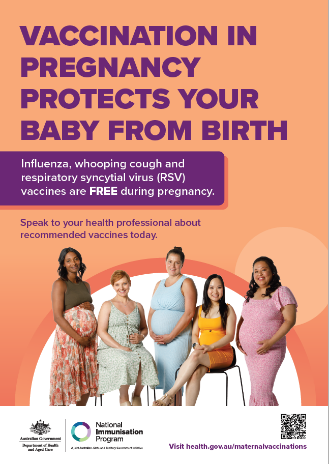 VACCINATION IN
PREGNANCY
PROTECTS YOUR
BABY FROM BIRTH
Influenza, whooping cough and
respiratory syncytial virus (RSV)
vaccines are FREE during pregnancy.
Speak to your health professional about
recommended vaccines today.
Australian Government
Department of Health
and Aged Care
National
Immunisation
Program
Visit health.gov.au/maternalvaccinations